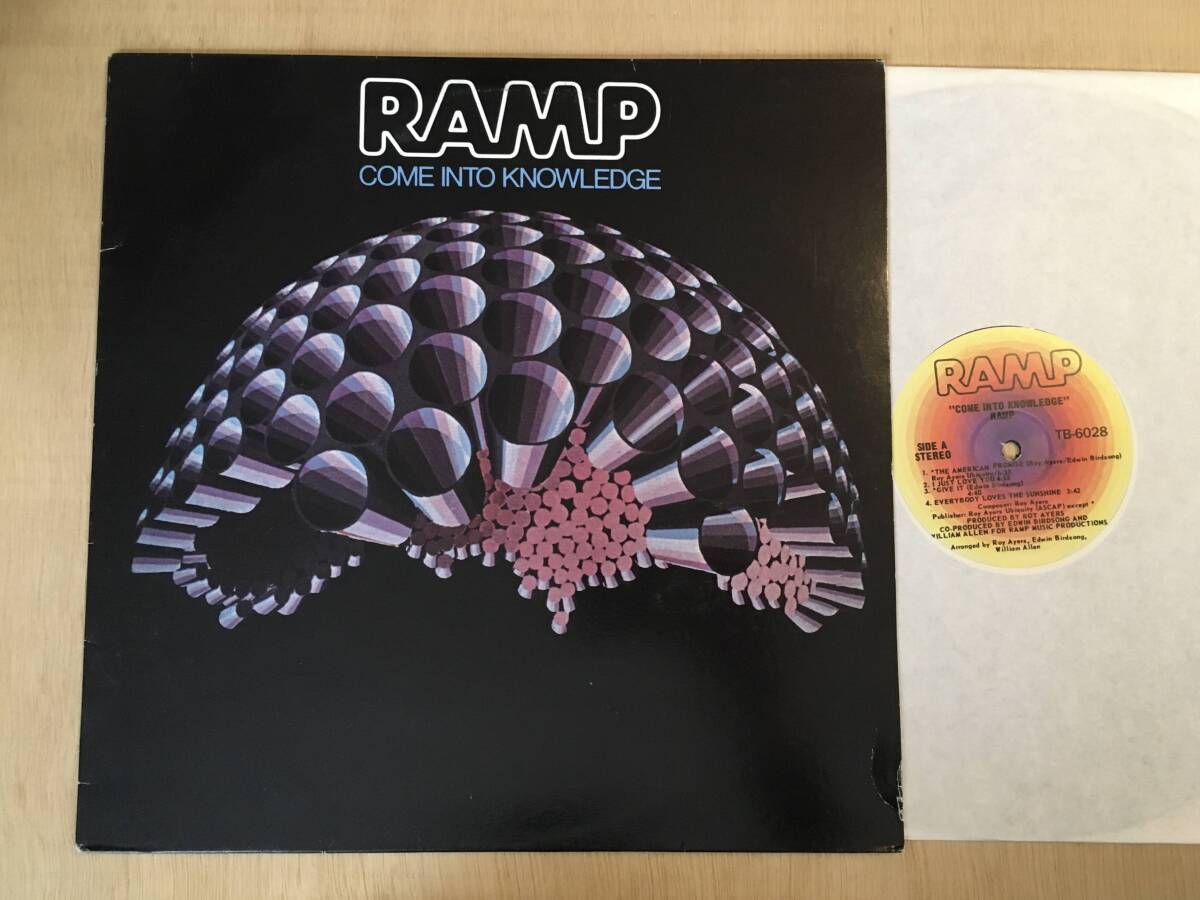 RAMP
COME INTO KNOWLEDGE
RAMP
"COME INTO KNOWLEDGE"
RAMP
SIDE A
STEREO
TB-6028
1. *THE AMERICAN PROMISE (Roy Ayers/Edwin Birdsong)
Roy Ayers Ubiquity
2. I JUST LOVE YOU
3. *GIVE IT (Edwin Birdsong)
4:40
4. EVERYBODY LOVES THE SUNSHINE 3:42
Composer: Roy Ayers
Publisher: Roy Ayers Ubiquity (ASCAP) except *
PRODUCED BY ROY AYERS
CO-PRODUCED BY EDWIN BIRDSONG AND
WILLIAM ALLEN FOR RAMP MUSIC PRODUCTIONS
Arranged by Roy Ayers, Edwin Birdsong,
William Allen